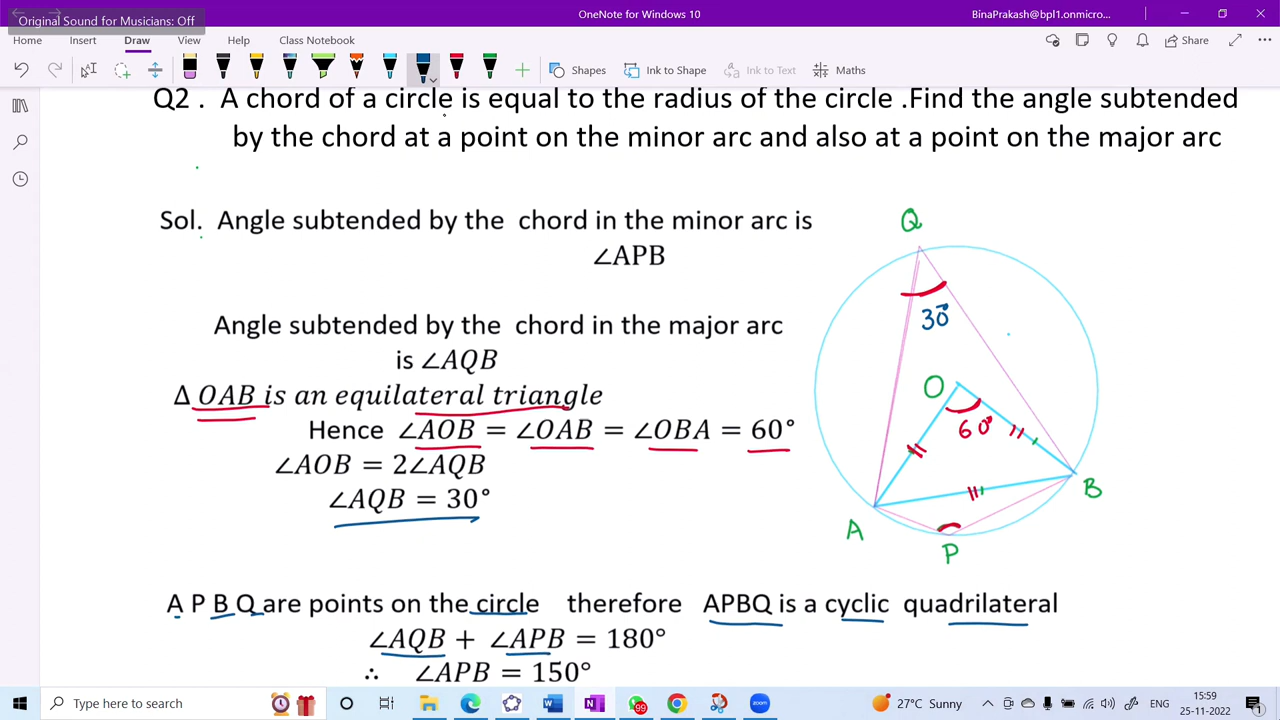 Original Sound for Musicians: Off
OneNote for Windows 10
BinaPrakash@bpl1.onmicro...
Home Insert Draw View Help Class Notebook
Share
Shapes Ink to Shape Ink to Text Maths
Q2 . A chord of a circle is equal to the radius of the circle .Find the angle subtended
by the chord at a point on the minor arc and also at a point on the major arc
Sol. Angle subtended by the chord in the minor arc is
∠APB
Angle subtended by the chord in the major arc
is ∠AQB
Δ OAB is an equilateral triangle
Hence ∠AOB = ∠OAB = ∠OBA = 60°
∠AOB = 2∠AQB
∠AQB = 30°
Q
30°
O
60°
B
A
P
A P B Q are points on the circle therefore APBQ is a cyclic quadrilateral
∠AQB + ∠APB = 180°
∴ ∠APB = 150°
Type here to search
99
zoom
27°C Sunny
ENG
15:59
25-11-2022
1